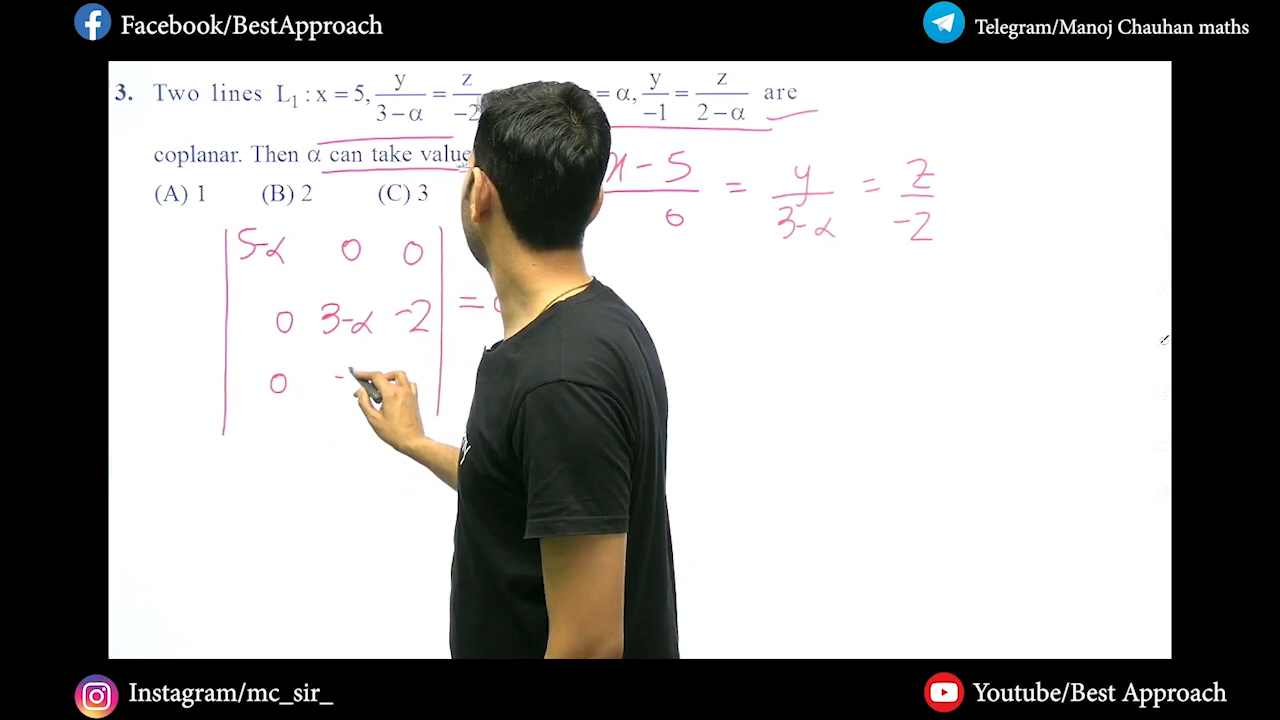 Facebook/BestApproach
Telegram/Manoj Chauhan maths
3. Two lines L₁ : x = 5, y/(3 – α) = z/–2 = α, y/–1 = z/(2 – α) are
coplanar. Then α can take value
(A) 1 (B) 2 (C) 3
x - 5 / 0 = y / 3-α = z / -2
5-α 0 0
0 3-α -2
=
0 -
Instagram/mc_sir_
Youtube/Best Approach